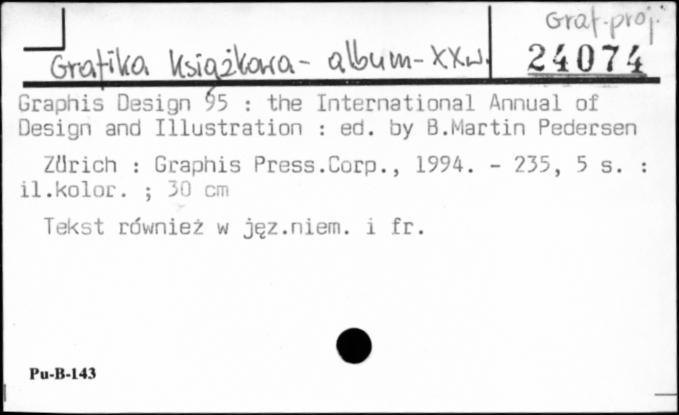 Graf.-proj.
Grafika książkowa - album - XX w.
24074
Graphis Design 95 : the International Annual of
Design and Illustration : ed. by B.Martin Pedersen
Zürich : Graphis Press.Corp., 1994. - 235, 5 s. :
il.kolor. ; 30 cm
Tekst również w jęz.niem. i fr.
Pu-B-143